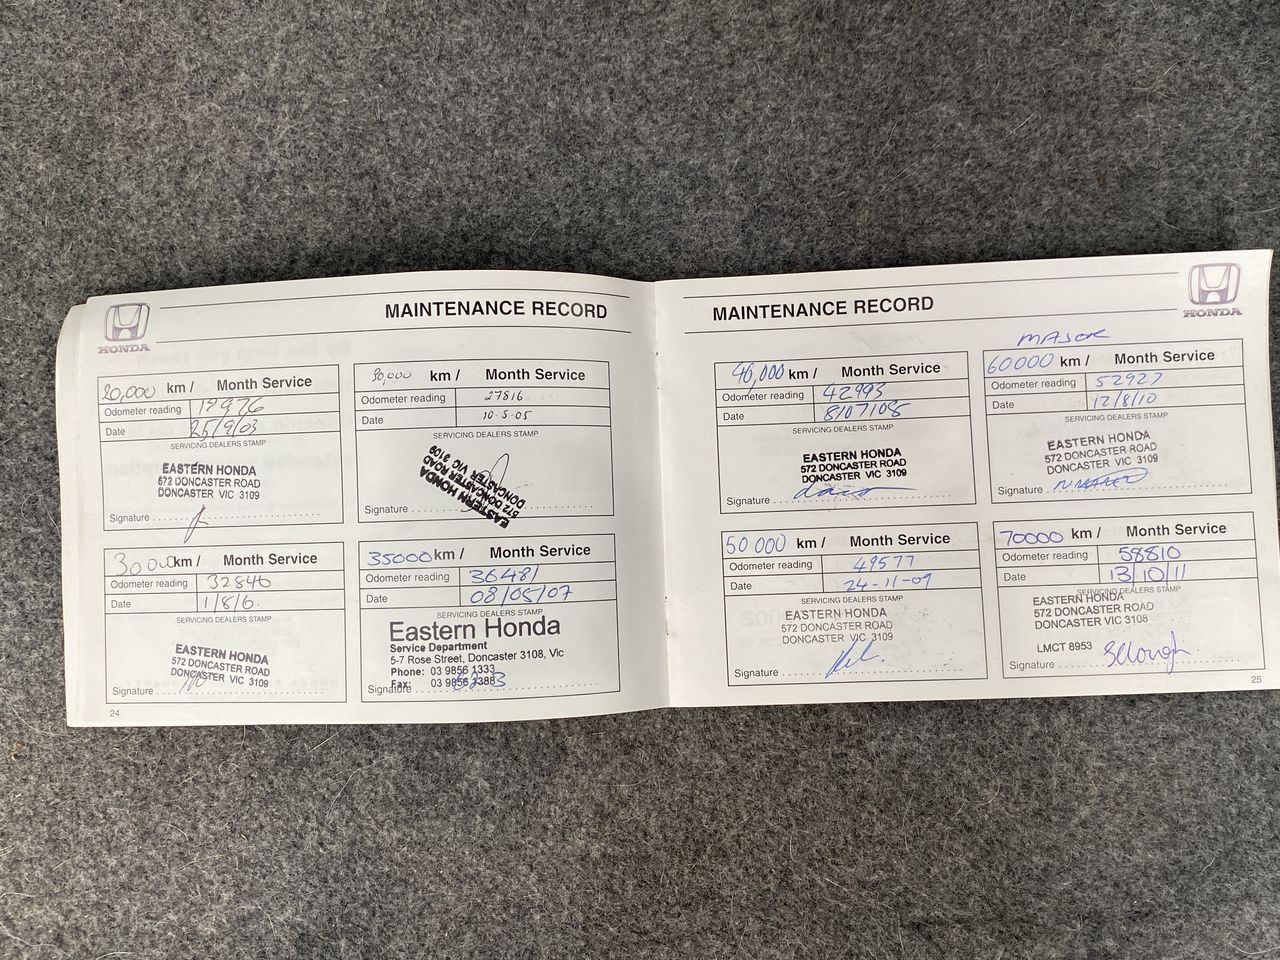 HONDA
MAINTENANCE RECORD
20,000 km / Month Service
Odometer reading 19976
Date 25/9/03
SERVICING DEALERS STAMP
EASTERN HONDA
572 DONCASTER ROAD
DONCASTER VIC 3109
Signature
30,000 km / Month Service
Odometer reading 27816
Date 10-5-05
SERVICING DEALERS STAMP
EASTERN HONDA
572 DONCASTER ROAD
DONCASTER VIC 3109
Signature
30000km / Month Service
Odometer reading 32846
Date 1/8/6.
SERVICING DEALERS STAMP
EASTERN HONDA
572 DONCASTER ROAD
DONCASTER VIC 3109
Signature
35000 km / Month Service
Odometer reading 36481
Date 08/05/07
SERVICING DEALERS STAMP
Eastern Honda
Service Department
5-7 Rose Street, Doncaster 3108, Vic
Phone: 03 9856 1333
Fax: 03 9856 1388
Signature
24
MAINTENANCE RECORD
HONDA
40,000 km / Month Service
Odometer reading 42993
Date 8/07/08
SERVICING DEALERS STAMP
EASTERN HONDA
572 DONCASTER ROAD
DONCASTER VIC 3109
Signature
MAJOR
60000 km / Month Service
Odometer reading 52927
Date 12/8/10
SERVICING DEALERS STAMP
EASTERN HONDA
572 DONCASTER ROAD
DONCASTER VIC 3109
Signature
50 000 km / Month Service
Odometer reading 49577
Date 24-11-09
SERVICING DEALERS STAMP
EASTERN HONDA
572 DONCASTER ROAD
DONCASTER VIC 3109
Signature
70000 km / Month Service
Odometer reading 58810
Date 13/10/11
SERVICING DEALERS STAMP
EASTERN HONDA
572 DONCASTER ROAD
DONCASTER VIC 3108
LMCT 8953
Signature
25